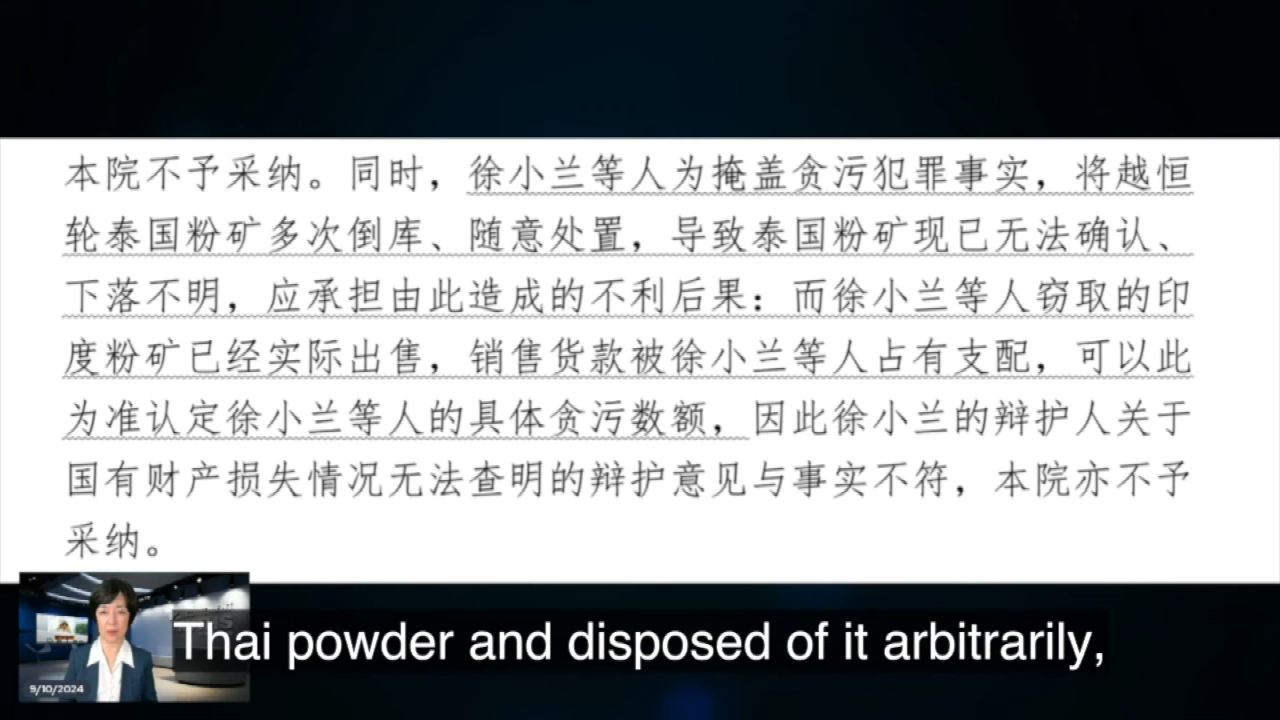 本院不予采纳。同时，徐小兰等人为掩盖贪污犯罪事实，将越恒
轮泰国粉矿多次倒库、随意处置，导致泰国粉矿现已无法确认、
下落不明，应承担由此造成的不利后果；而徐小兰等人窃取的印
度粉矿已经实际出售，销售货款被徐小兰等人占有支配，可以此
为准认定徐小兰等人的具体贪污数额，因此徐小兰的辩护人关于
国有财产损失情况无法查明的辩护意见与事实不符，本院亦不予
采纳。
Thai powder and disposed of it arbitrarily,
9/10/2024